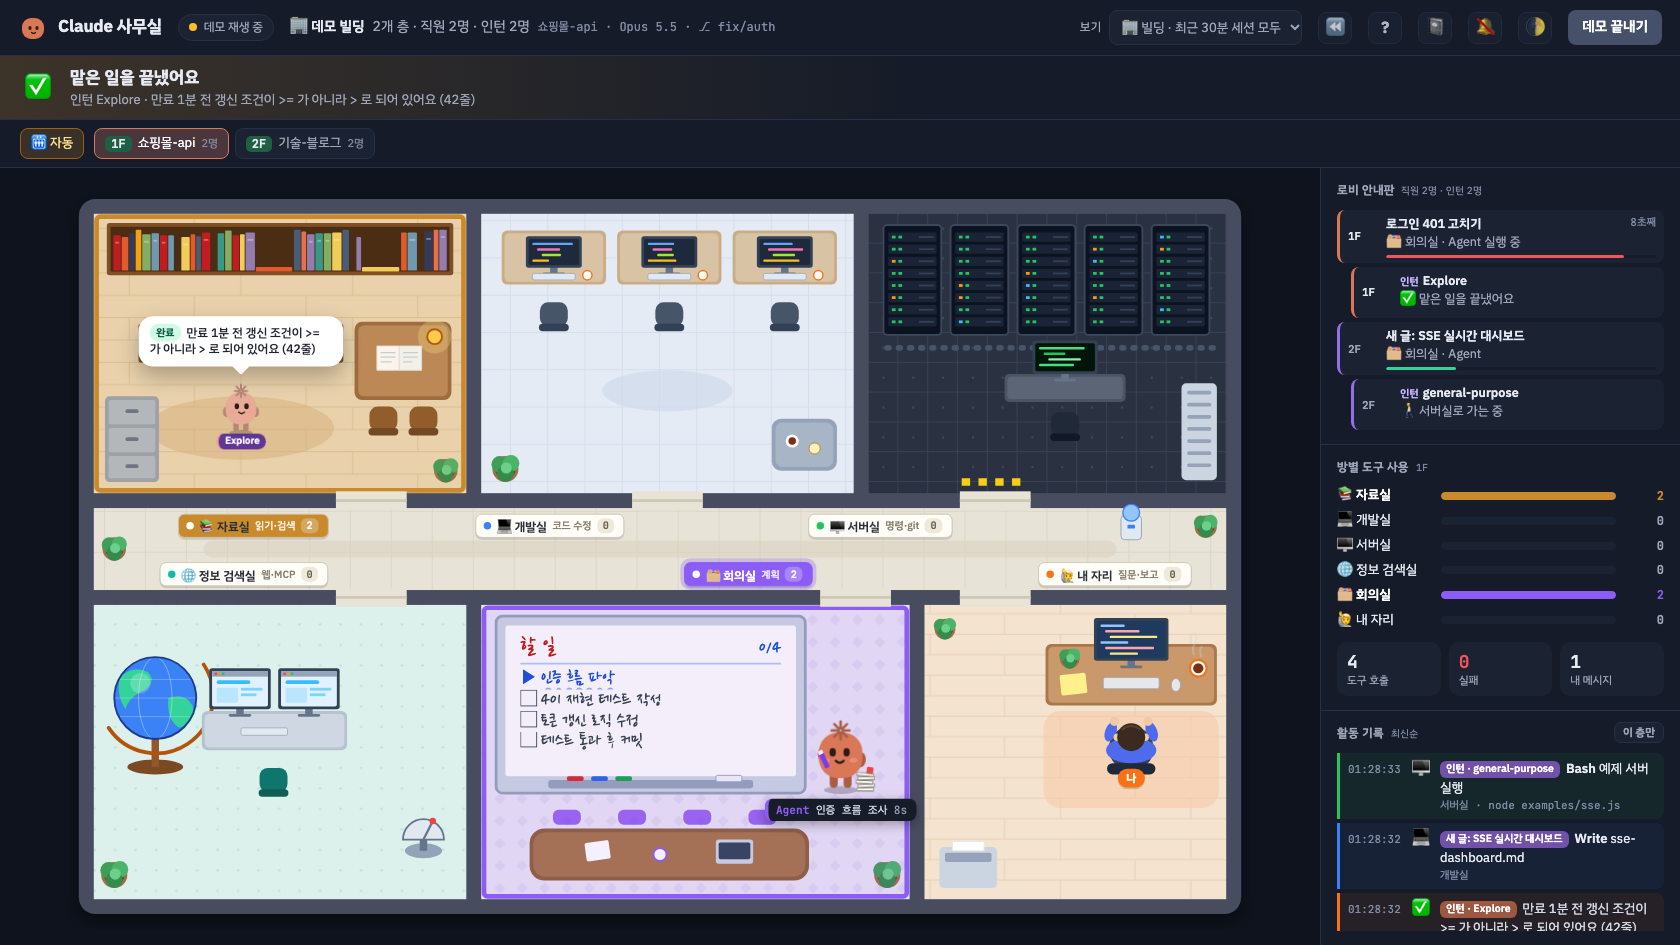 Claude 사무실
데모 재생 중
데모 빌딩 2개 층 · 직원 2명 · 인턴 2명 쇼핑몰-api · Opus 5.5 · ⎇ fix/auth
보기
빌딩 · 최근 30분 세션 모두
?
데모 끝내기
맡은 일을 끝냈어요
인턴 Explore · 만료 1분 전 갱신 조건이 >= 가 아니라 > 로 되어 있어요 (42줄)
자동
1F 쇼핑몰-api 2명
2F 기술-블로그 2명
완료 만료 1분 전 갱신 조건이 >=
가 아니라 > 로 되어 있어요 (42줄)
Explore
자료실 읽기·검색 2
개발실 코드 수정 0
서버실 명령·git 0
정보 검색실 웹·MCP 0
회의실 계획 2
내 자리 질문·보고 0
할 일 0/4
▶ 인증 흐름 파악
401 재현 테스트 작성
토큰 갱신 로직 수정
테스트 통과 후 커밋
Agent 인증 흐름 조사 8s
나
로비 안내판 직원 2명 · 인턴 2명
1F 로그인 401 고치기 8초째
회의실 · Agent 실행 중
1F 인턴 Explore
맡은 일을 끝냈어요
2F 새 글: SSE 실시간 대시보드
회의실 · Agent
2F 인턴 general-purpose
서버실로 가는 중
방별 도구 사용 1F
자료실 2
개발실 0
서버실 0
정보 검색실 0
회의실 2
내 자리 0
4 도구 호출
0 실패
1 내 메시지
활동 기록 최신순
이 층만
01:28:33 인턴 · general-purpose Bash 예제 서버
실행
서버실 · node examples/sse.js
01:28:32 새 글: SSE 실시간 대시보드 Write sse-
dashboard.md
개발실
01:28:32 인턴 · Explore 만료 1분 전 갱신 조건이
>= 가 아니라 > 로 되어 있어요 (42줄)